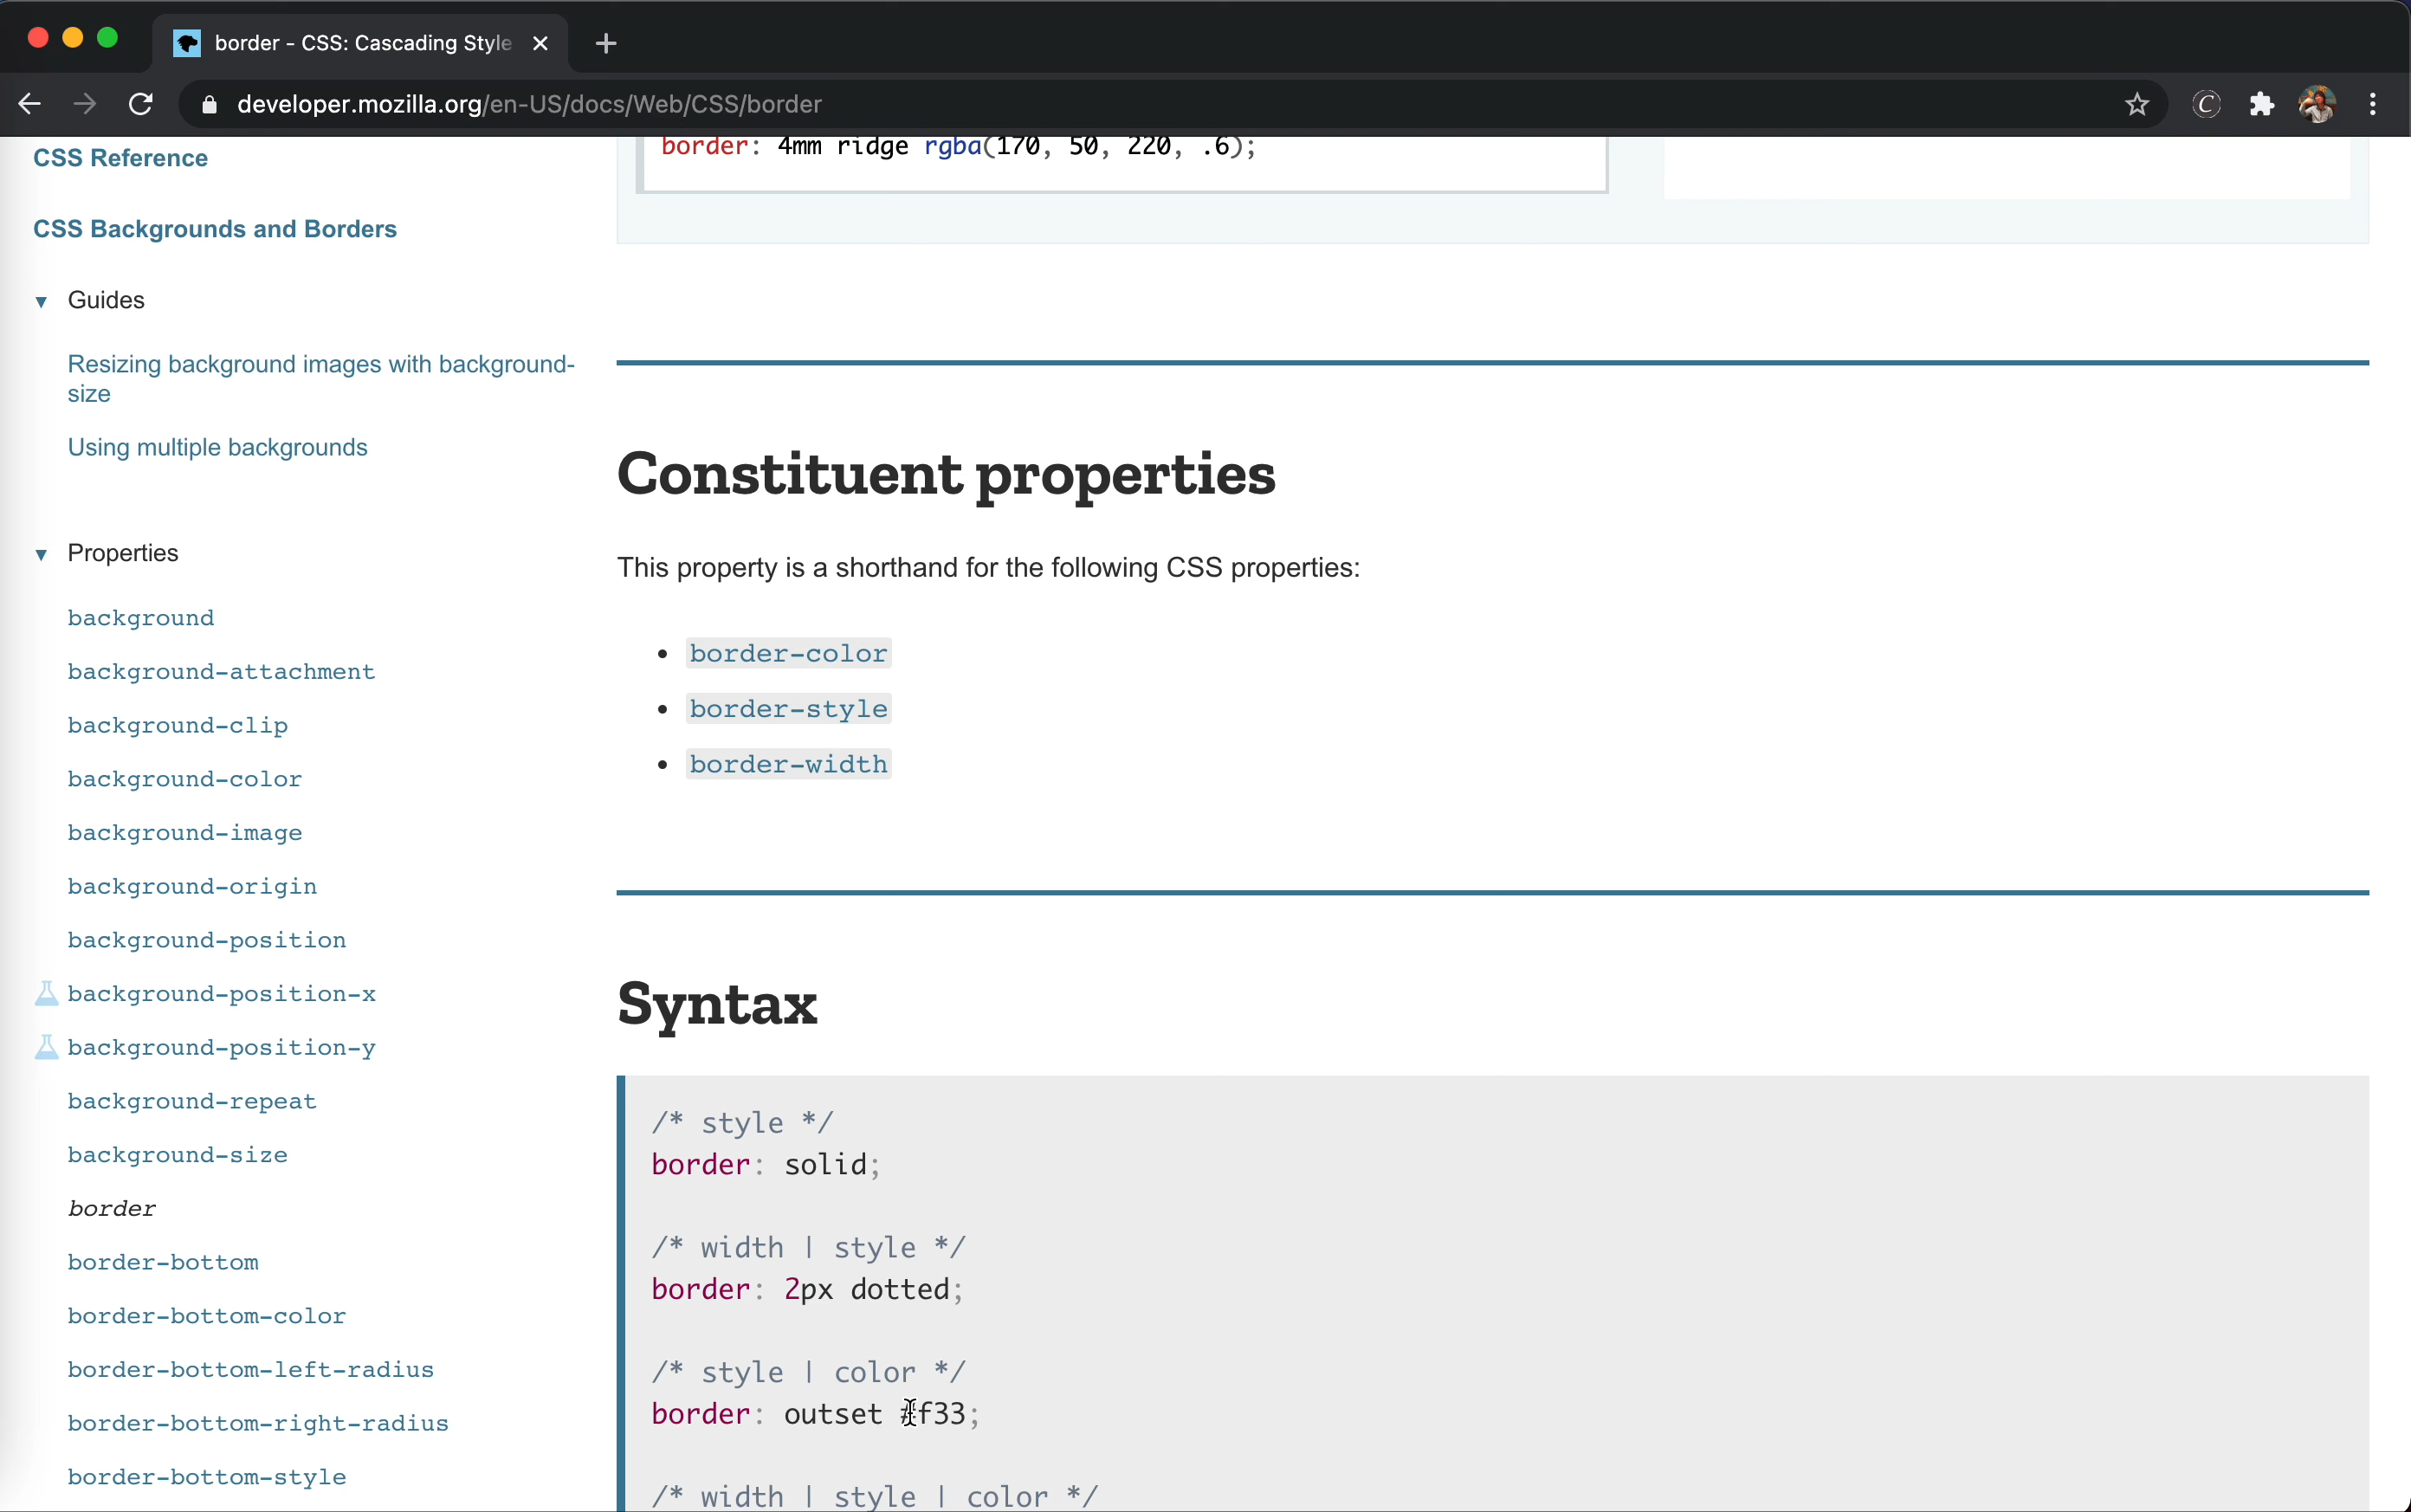 border - CSS: Cascading Style
developer.mozilla.org/en-US/docs/Web/CSS/border
CSS Reference
CSS Backgrounds and Borders
Guides
Resizing background images with background-
size
Using multiple backgrounds
Properties
background
background-attachment
background-clip
background-color
background-image
background-origin
background-position
background-position-x
background-position-y
background-repeat
background-size
border
border-bottom
border-bottom-color
border-bottom-left-radius
border-bottom-right-radius
border-bottom-style
border: 4mm ridge rgba(170, 50, 220, .6);
Constituent properties
This property is a shorthand for the following CSS properties:
• border-color
• border-style
• border-width
Syntax
/* style */
border: solid;
/* width | style */
border: 2px dotted;
/* style | color */
border: outset #f33;
/* width | style | color */